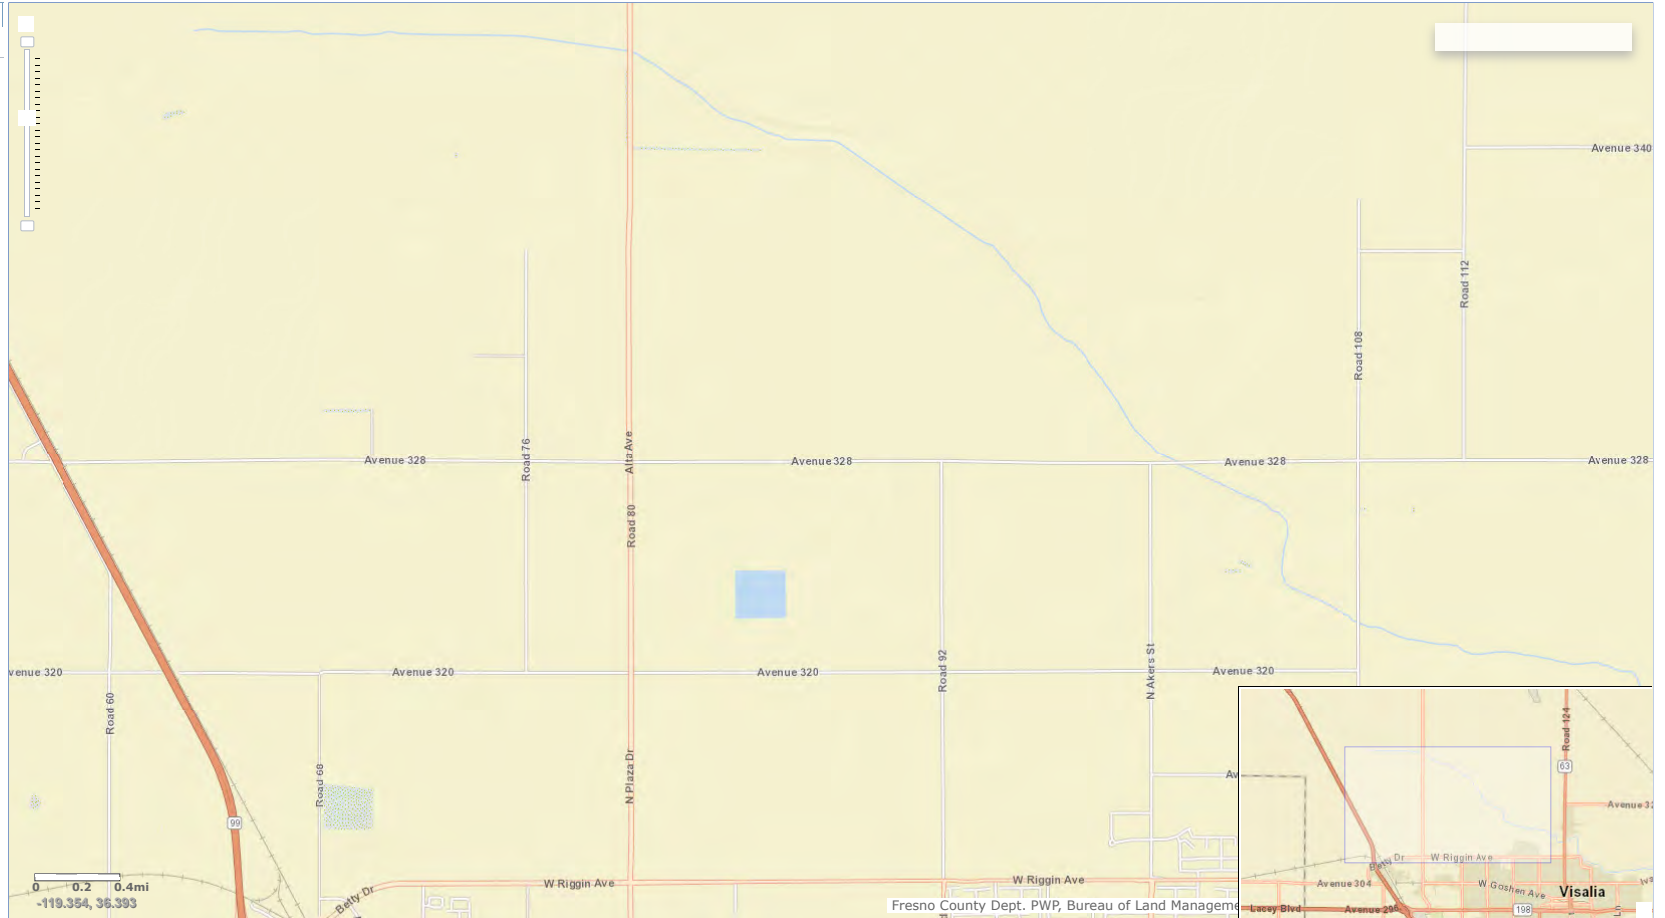 Avenue 340
Road 112
Road 108
Avenue 328
Road 76
Alta Ave
Avenue 328
Avenue 328
Avenue 328
Road 80
venue 320
Avenue 320
Avenue 320
Avenue 320
Road 60
Road 92
N Akers St
Road 68
N Plaza Dr
Av
99
W Riggin Ave
W Riggin Ave
Betty Dr
0 0.2 0.4mi
-119.354, 36.393
Fresno County Dept. PWP, Bureau of Land Manageme
Road 124
63
Avenue 32
Betty Dr
W Riggin Ave
Avenue 304
W Goshen Ave
Visalia
Lacey Blvd
Avenue 296
198